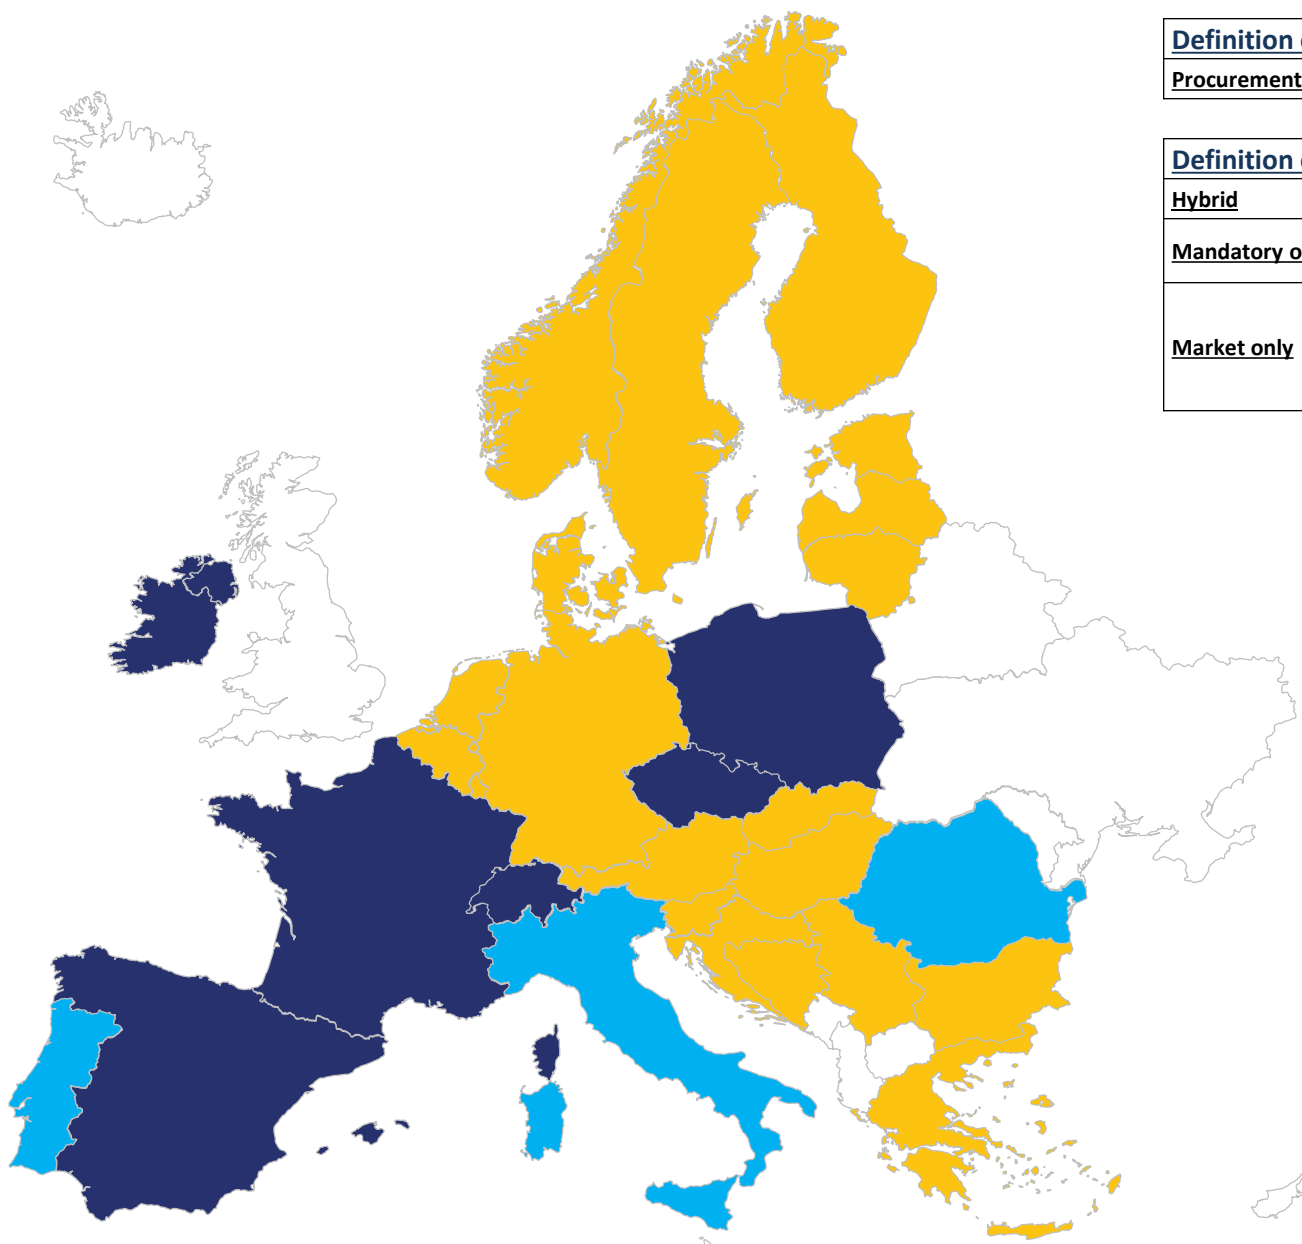 Definition
Procurement
Definition
Hybrid
Mandatory
Market only